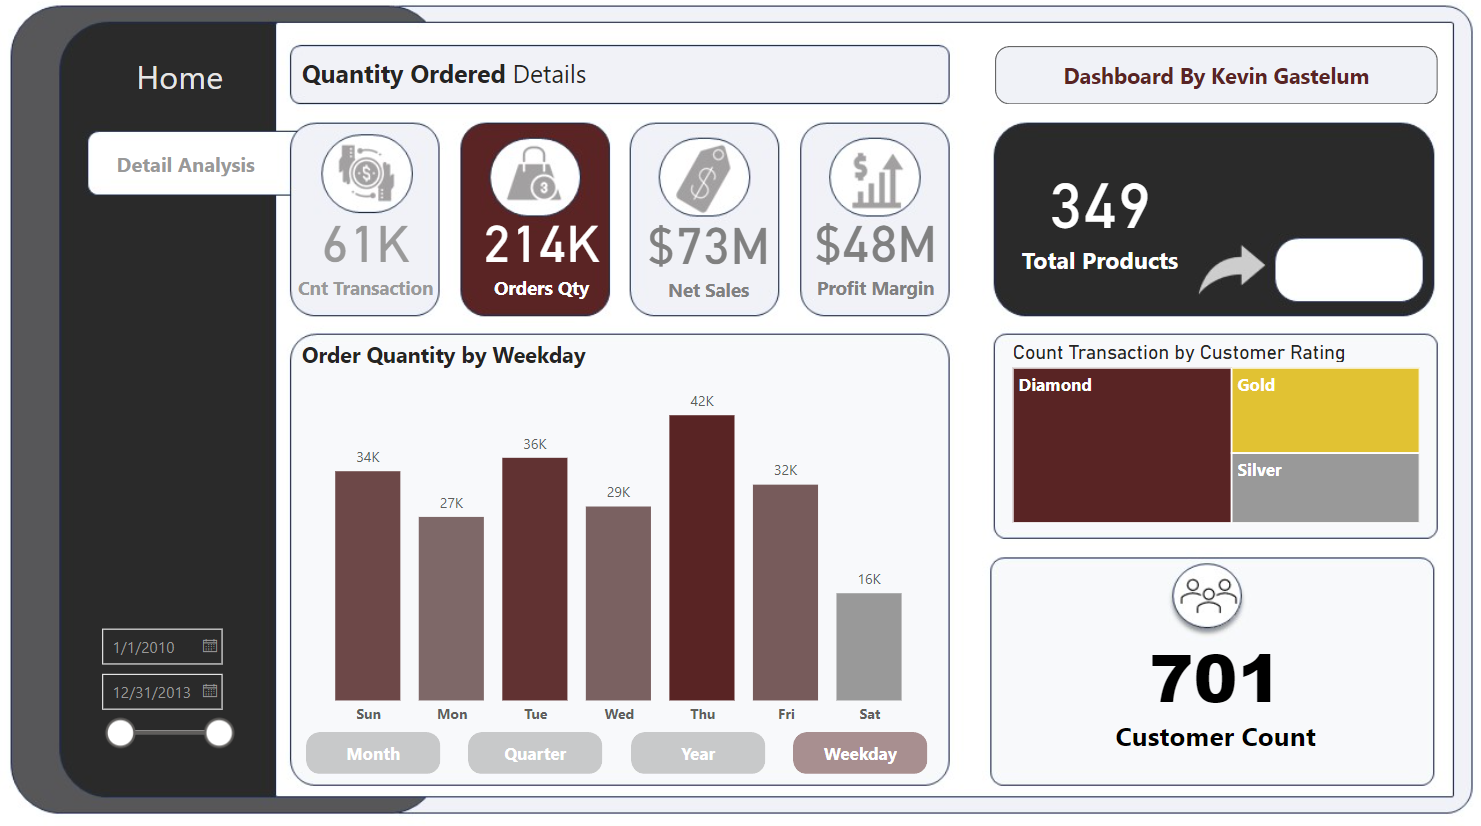 Home
Detail Analysis
1/1/2010
12/31/2013
Quantity Ordered Details
Dashboard By Kevin Gastelum
61K
Cnt Transaction
3
214K
Orders Qty
$
$73M
Net Sales
$
$48M
Profit Margin
349
Total Products
Order Quantity by Weekday
34K
27K
36K
29K
42K
32K
16K
Sun Mon Tue Wed Thu Fri Sat
Month Quarter Year Weekday
Count Transaction by Customer Rating
Diamond
Gold
Silver
701
Customer Count